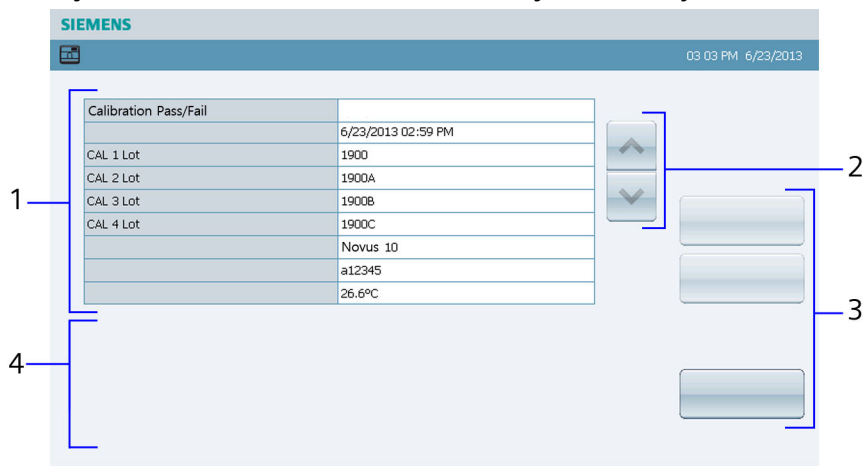 SIEMENS
03 03 PM 6/23/2013
Calibration Pass/Fail
6/23/2013 02:59 PM
CAL 1 Lot 1900
CAL 2 Lot 1900A
CAL 3 Lot 1900B
CAL 4 Lot 1900C
Novus 10
a12345
26.6ºC
1
2
3
4